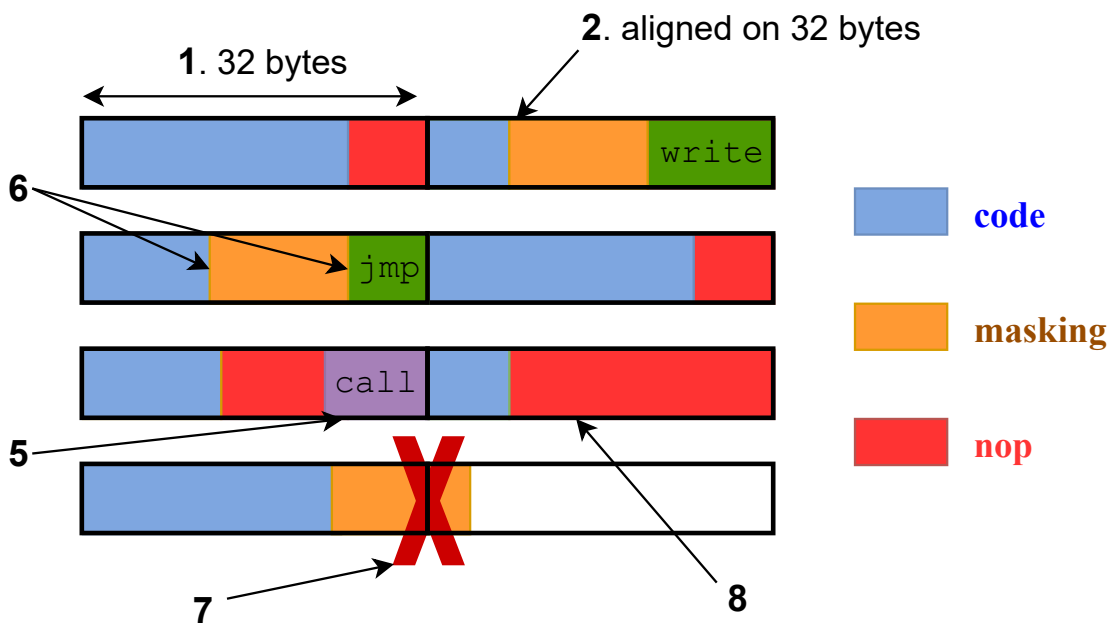 2. aligned on 32 bytes
1. 32 bytes
write
6
code
jmp
masking
call
5
nop
7
8